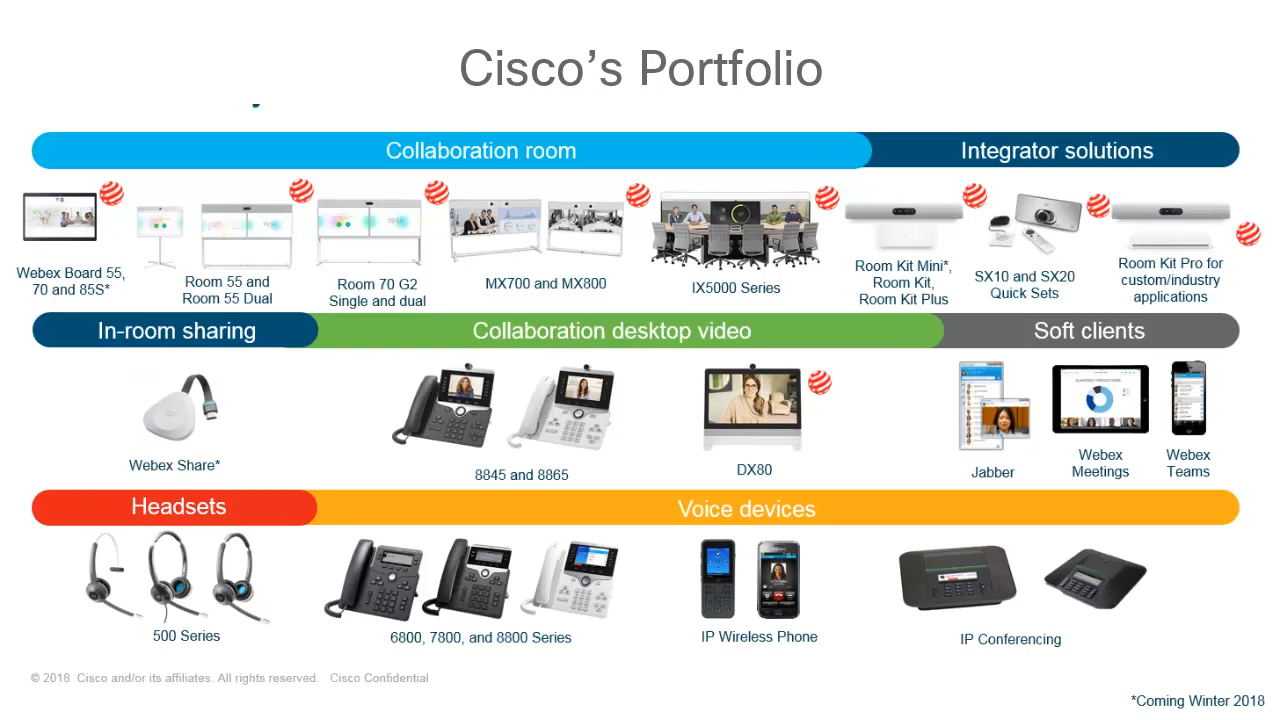 Cisco's Portfolio
Collaboration room
Integrator solutions
Webex Board 55,
70 and 85S*
Room 55 and
Room 55 Dual
Room 70 G2
Single and dual
MX700 and MX800
IX5000 Series
Room Kit Mini*,
Room Kit,
Room Kit Plus
SX10 and SX20
Quick Sets
Room Kit Pro for
custom/industry
applications
In-room sharing
Collaboration desktop video
Soft clients
Webex Share*
8845 and 8865
DX80
Jabber
Webex
Meetings
Webex
Teams
Headsets
Voice devices
500 Series
6800, 7800, and 8800 Series
IP Wireless Phone
IP Conferencing
© 2018 Cisco and/or its affiliates. All rights reserved. Cisco Confidential
*Coming Winter 2018